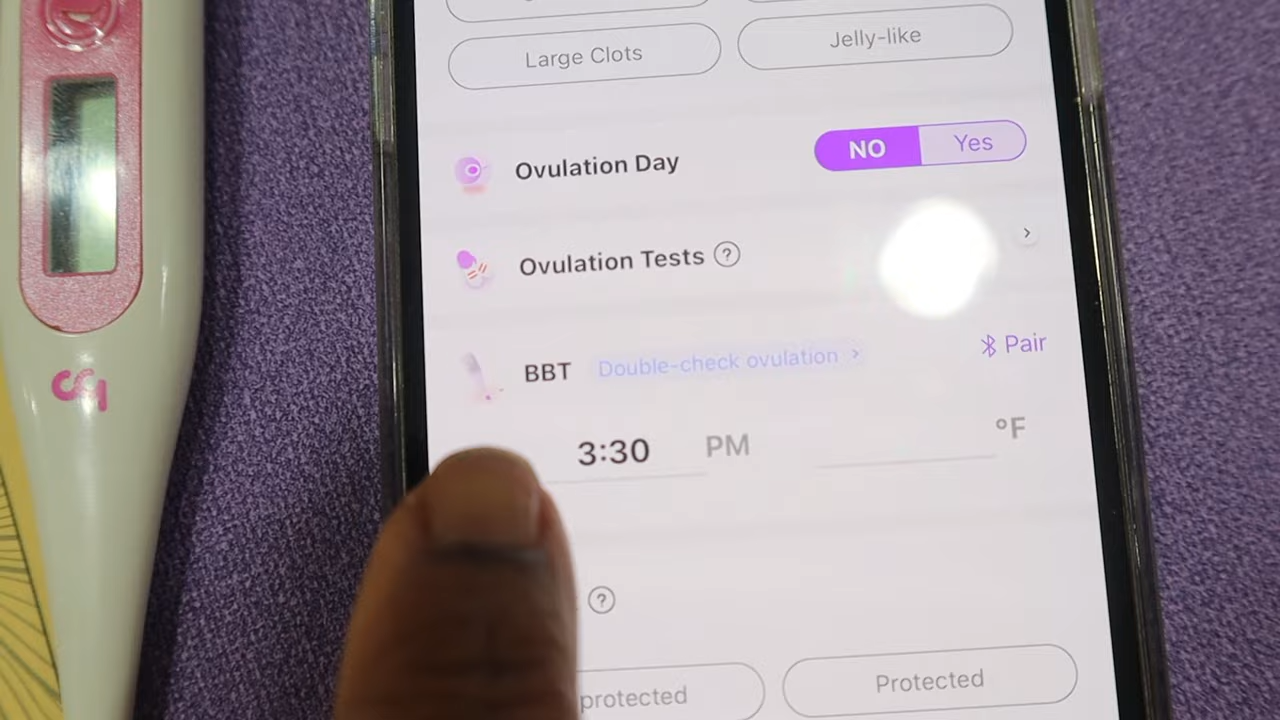 Large Clots
Jelly-like
Ovulation Day
NO
Yes
Ovulation Tests ?
BBT
Double-check ovulation >
Pair
3:30
PM
°F
?
protected
Protected